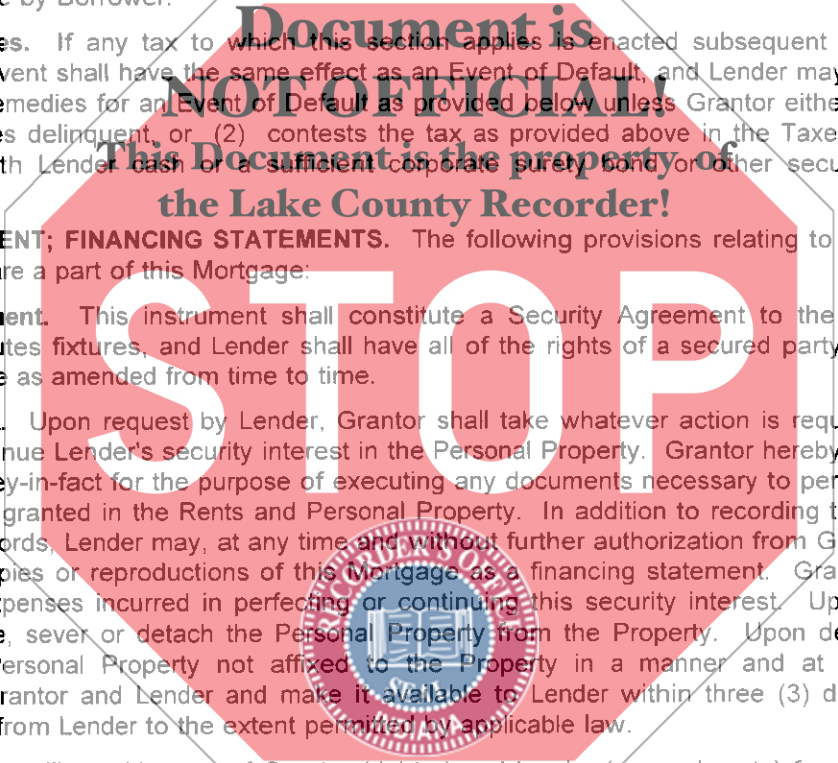 e by Borrower.
Document is
es. If any tax to which this section applies is enacted subsequent
vent shall have the same effect as an Event of Default, and Lender may
NOT OFFICIAL!
emedies for an Event of Default as provided below unless Grantor eithe
es delinquent, or (2) contests the tax as provided above in the Taxe
This Document is the property of
th Lender cash or a sufficient corporate surety bond or other secu
the Lake County Recorder!
ENT; FINANCING STATEMENTS. The following provisions relating to
re a part of this Mortgage:
STOP
ent. This instrument shall constitute a Security Agreement to the
utes fixtures, and Lender shall have all of the rights of a secured party
e as amended from time to time.
. Upon request by Lender, Grantor shall take whatever action is requ
nue Lender's security interest in the Personal Property. Grantor hereby
y-in-fact for the purpose of executing any documents necessary to per
granted in the Rents and Personal Property. In addition to recording t
ords, Lender may, at any time and without further authorization from G
RECORDER'S OFFICE
pies or reproductions of this Mortgage as a financing statement. Gra
xpenses incurred in perfecting or continuing this security interest. Up
e, sever or detach the Personal Property from the Property. Upon de
ersonal Property not affixed to the Property in a manner and at
SEAL
rantor and Lender and make it available to Lender within three (3) d
INDIANA
from Lender to the extent permitted by applicable law.